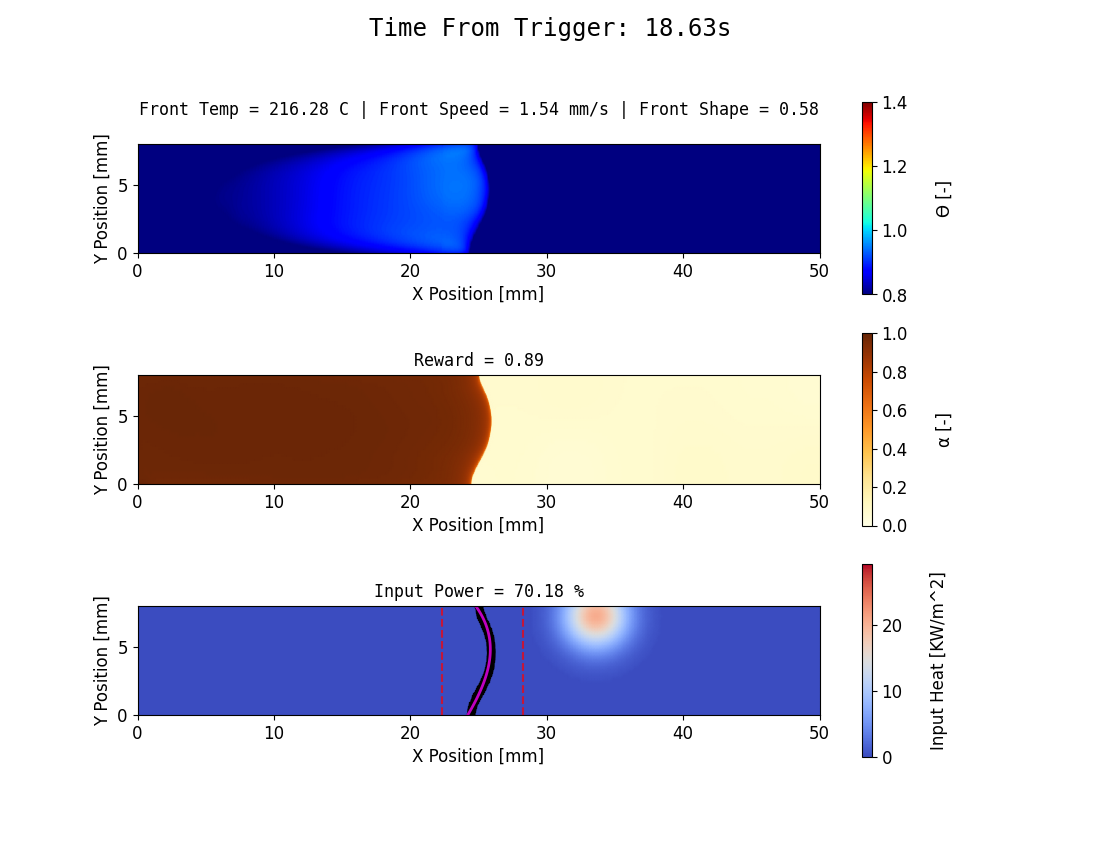 Time From Trigger: 18.63s
Front Temp = 216.28 C | Front Speed = 1.54 mm/s | Front Shape = 0.58
Y Position [mm]
5
0
0 10 20 30 40 50
X Position [mm]
1.4
1.2
1.0
0.8
Θ [-]
Reward = 0.89
Y Position [mm]
5
0
0 10 20 30 40 50
X Position [mm]
1.0
0.8
0.6
0.4
0.2
0.0
α [-]
Input Power = 70.18 %
Y Position [mm]
5
0
0 10 20 30 40 50
X Position [mm]
20
10
0
Input Heat [KW/m^2]